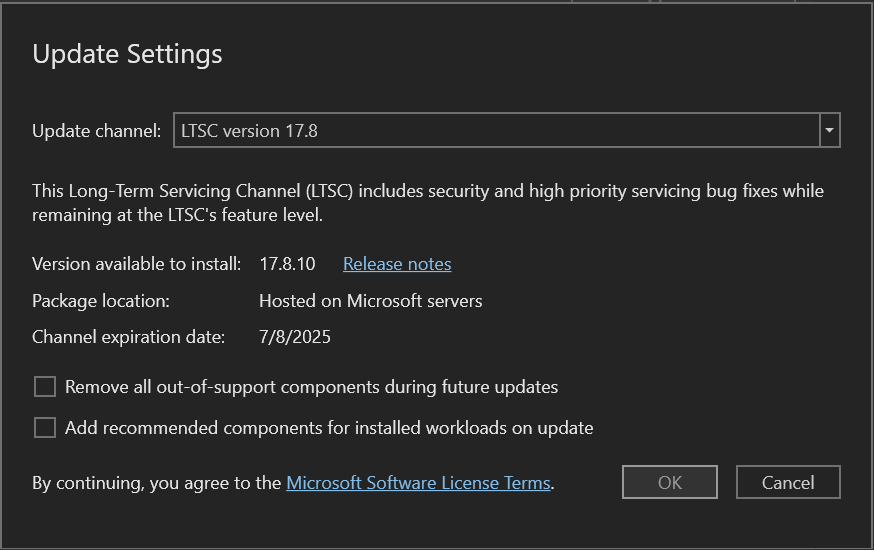 Update Settings
Update channel: LTSC version 17.8
This Long-Term Servicing Channel (LTSC) includes security and high priority servicing bug fixes while
remaining at the LTSC's feature level.
Version available to install: 17.8.10 Release notes
Package location: Hosted on Microsoft servers
Channel expiration date: 7/8/2025
Remove all out-of-support components during future updates
Add recommended components for installed workloads on update
By continuing, you agree to the Microsoft Software License Terms. OK Cancel